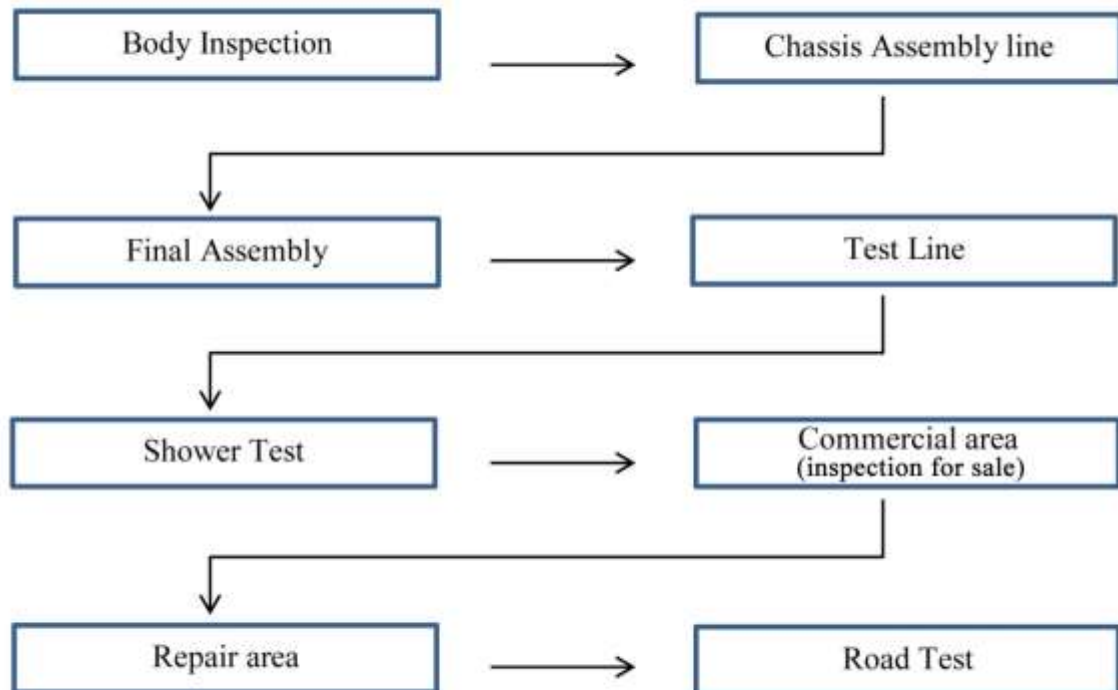 Body Inspection
Chassis Assembly line
Final Assembly
Test Line
Shower Test
Commercial area
(inspection for sale)
Repair area
Road Test